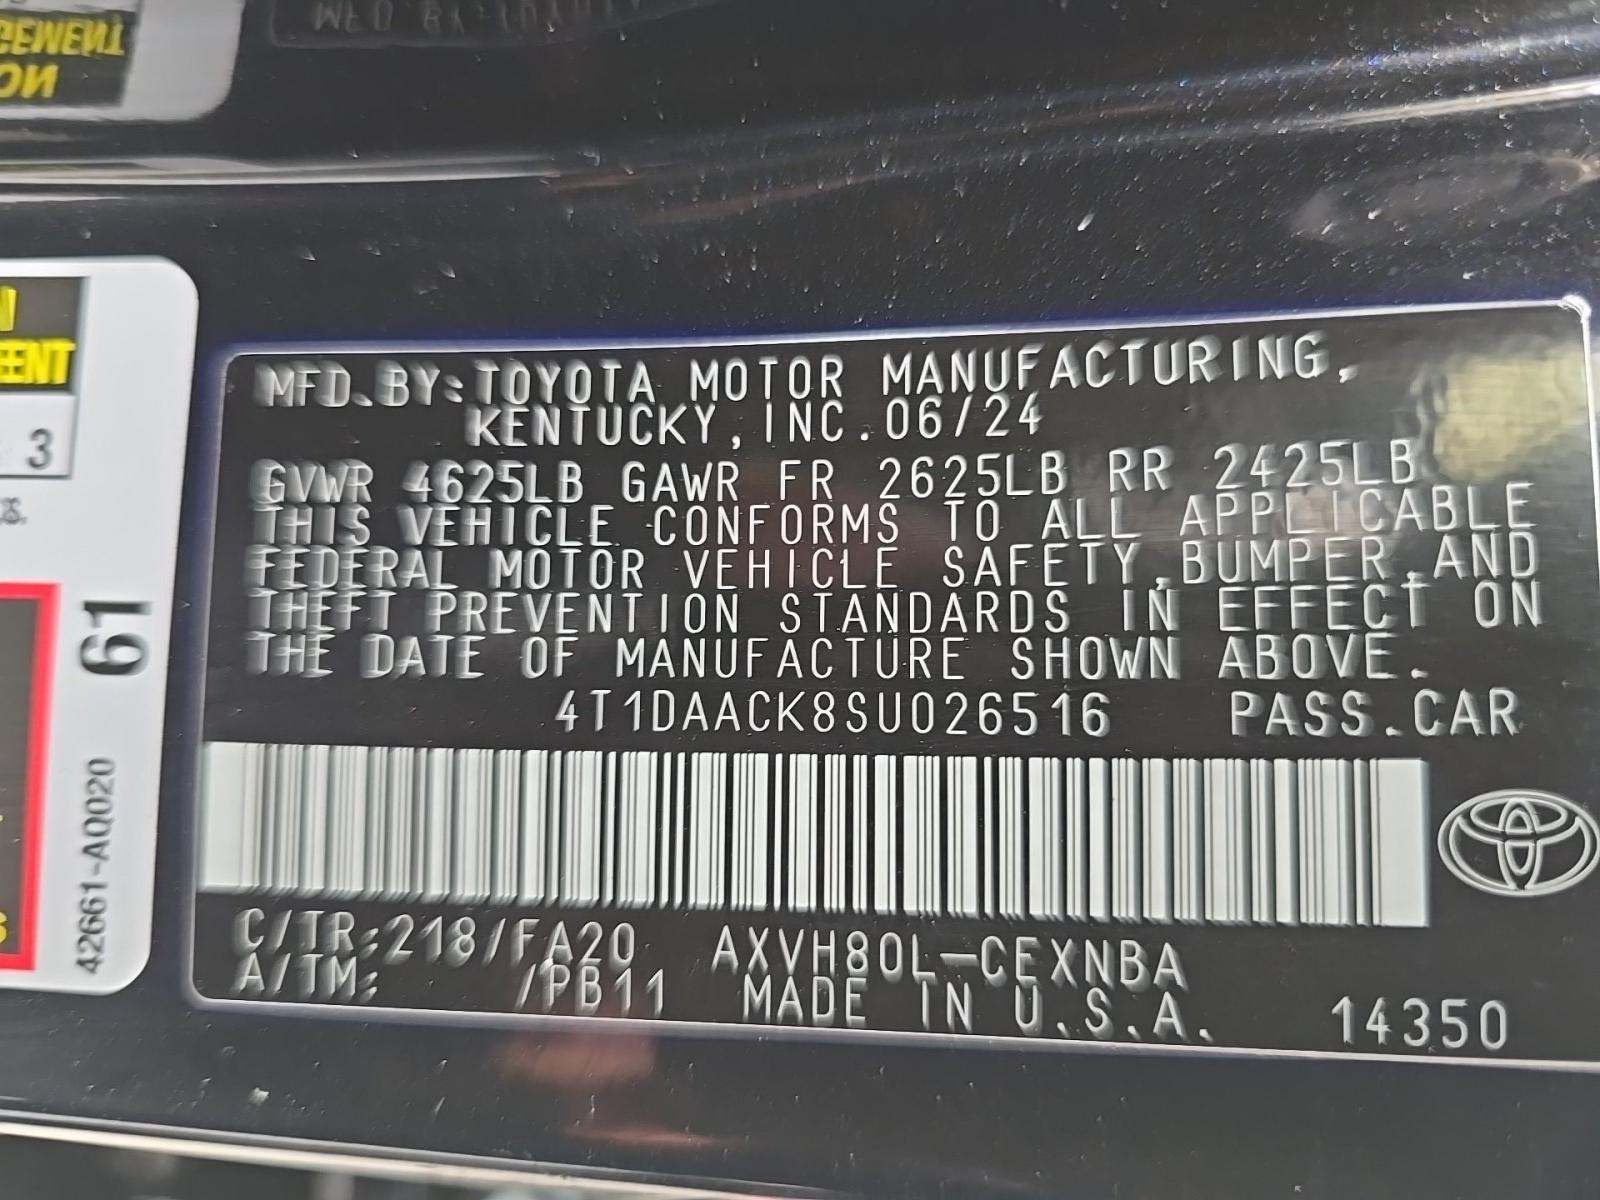 MFD.BY:TOYOTA MOTOR MANUFACTURING,
KENTUCKY,INC.06/24
GVWR 4625LB GAWR FR 2625LB RR 2425LB
THIS VEHICLE CONFORMS TO ALL APPLICABLE
FEDERAL MOTOR VEHICLE SAFETY,BUMPER,AND
THEFT PREVENTION STANDARDS IN EFFECT ON
THE DATE OF MANUFACTURE SHOWN ABOVE.
4T1DAACK8SU026516 PASS.CAR
C/TR:218/FA20 AXVH80L-CEXNBA
A/TM: /PB11 MADE IN U.S.A. 14350
3
61
42661-AQ020